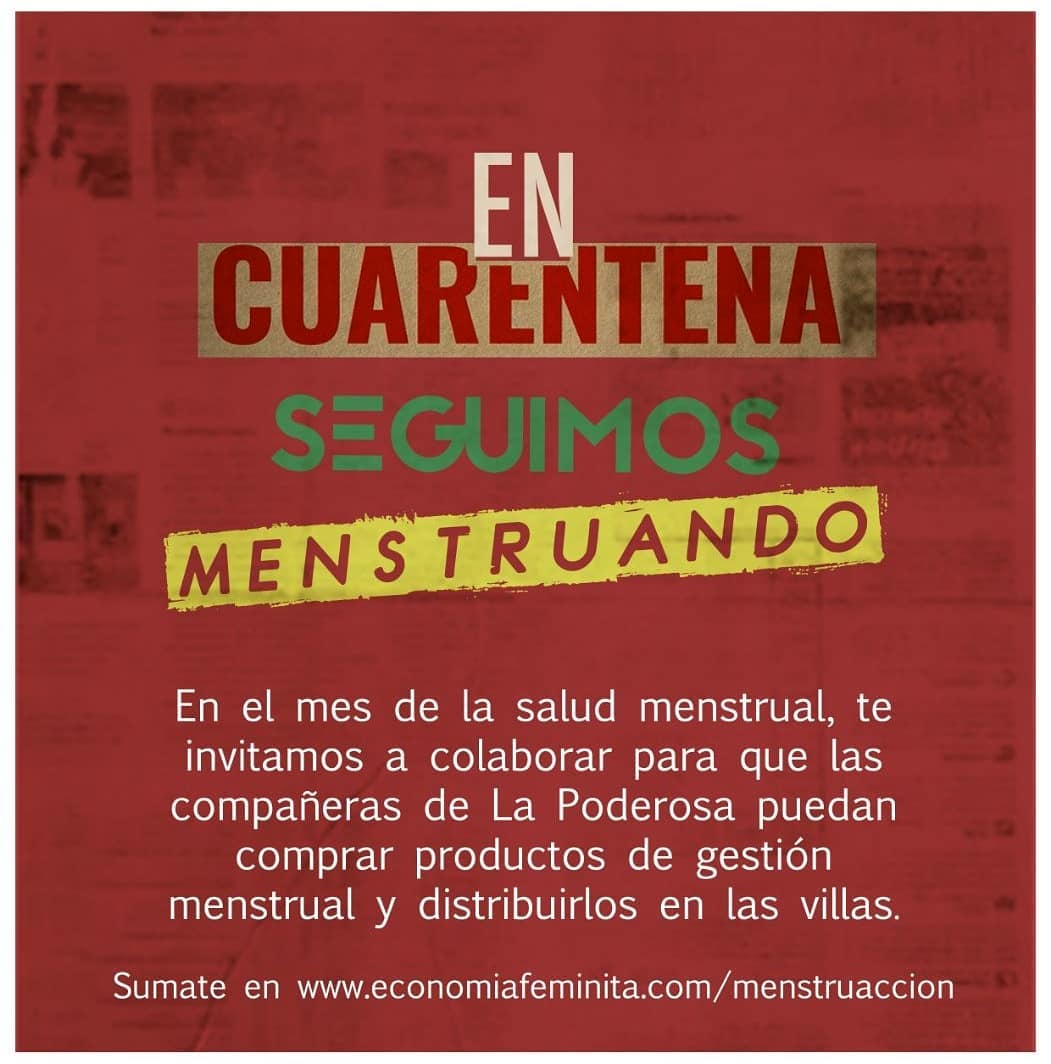 EN
CUARENTENA
SEGUIMOS
MENSTRUANDO
En el mes de la salud menstrual, te
invitamos a colaborar para que las
compañeras de La Poderosa puedan
comprar productos de gestión
menstrual y distribuirlos en las villas.
Sumate en www.economiafeminita.com/menstruaccion